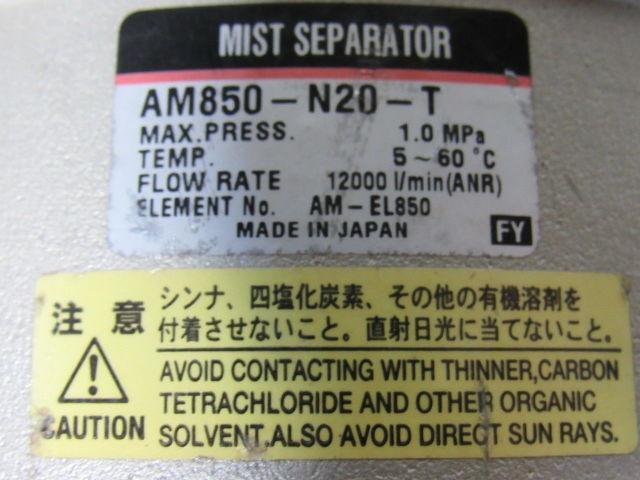 MIST SEPARATOR
AM850-N20-T
MAX.PRESS. 1.0 MPa
TEMP. 5~60°C
FLOW RATE 12000 l/min(ANR)
ELEMENT No. AM-EL850
MADE IN JAPAN FY
注意
シンナ、四塩化炭素、その他の有機溶剤を
付着させないこと。直射日光に当てないこと。
CAUTION
AVOID CONTACTING WITH THINNER,CARBON
TETRACHLORIDE AND OTHER ORGANIC
SOLVENT,ALSO AVOID DIRECT SUN RAYS.